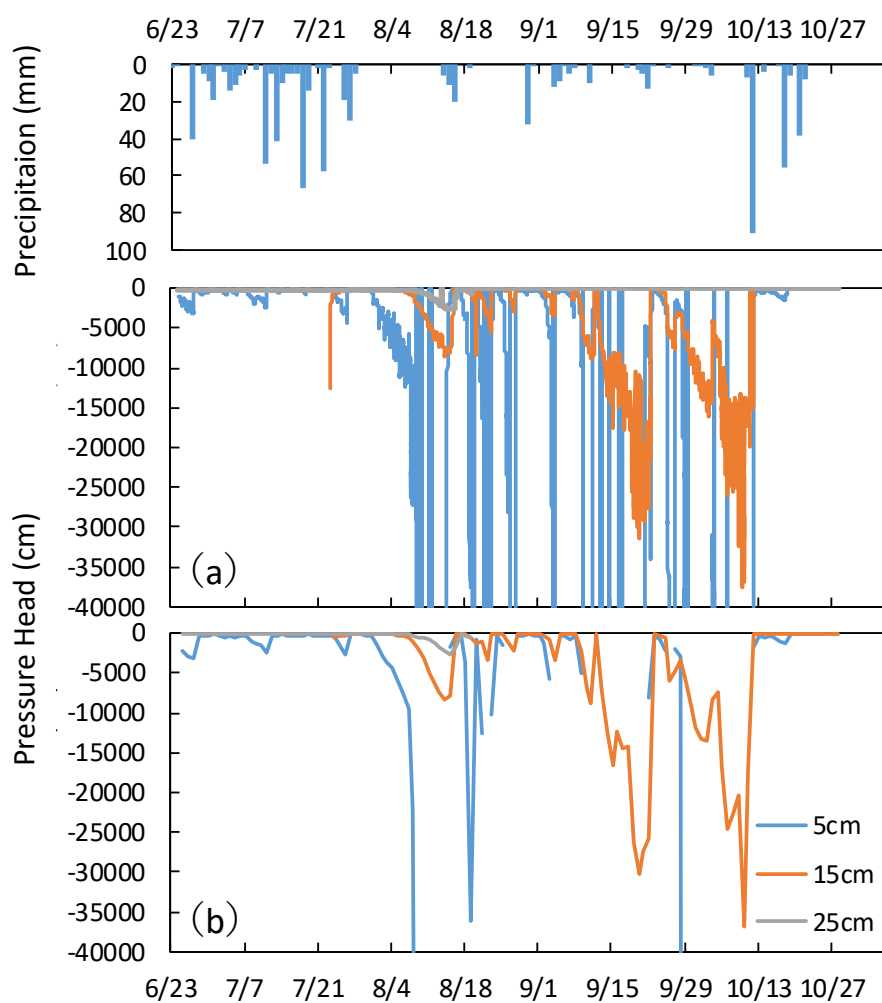 6/23 7/7 7/21 8/4 8/18 9/1 9/15 9/29 10/13 10/27
Precipitaion (mm)
0
20
40
60
80
100
Pressure Head (cm)
0
-5000
-10000
-15000
-20000
-25000
-30000
-35000
-40000
(a)
0
-5000
-10000
-15000
-20000
-25000
-30000
-35000
-40000
5cm
15cm
25cm
(b)
6/23 7/7 7/21 8/4 8/18 9/1 9/15 9/29 10/13 10/27